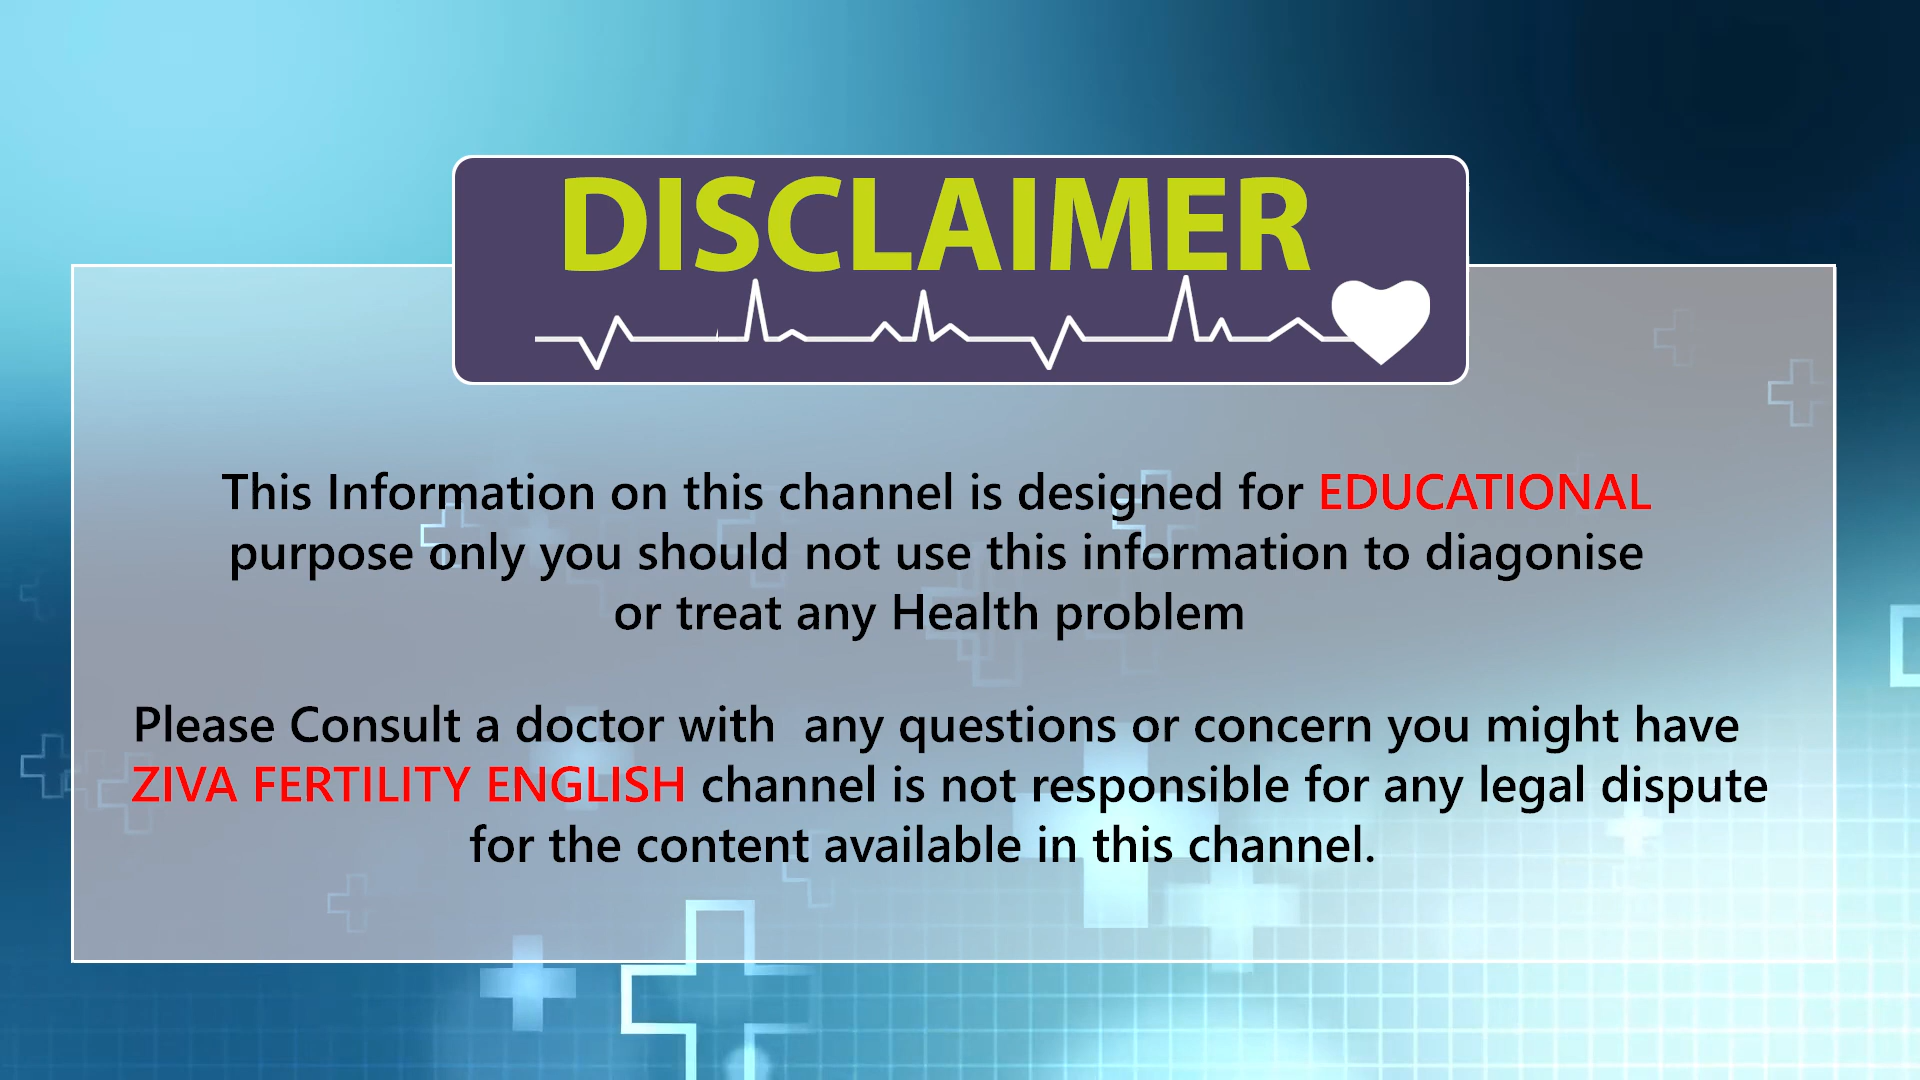 DISCLAIMER
This Information on this channel is designed for EDUCATIONAL
purpose only you should not use this information to diagonise
or treat any Health problem
Please Consult a doctor with  any questions or concern you might have
ZIVA FERTILITY ENGLISH channel is not responsible for any legal dispute
for the content available in this channel.